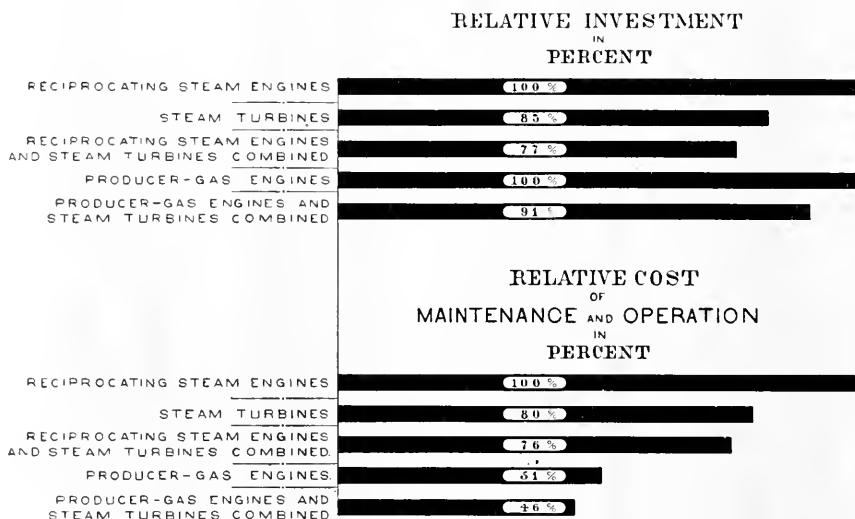 RELATIVE INVESTMENT
IN
PERCENT
RECIPROCATING STEAM ENGINES 100 %
STEAM TURBINES 83 %
RECIPROCATING STEAM ENGINES
AND STEAM TURBINES COMBINED 77 %
PRODUCER-GAS ENGINES 100 %
PRODUCER-GAS ENGINES AND
STEAM TURBINES COMBINED 91 %
RELATIVE COST
OF
MAINTENANCE AND OPERATION
IN
PERCENT
RECIPROCATING STEAM ENGINES 100 %
STEAM TURBINES 80 %
RECIPROCATING STEAM ENGINES
AND STEAM TURBINES COMBINED. 76 %
PRODUCER-GAS ENGINES. 51 %
PRODUCER-GAS ENGINES AND
STEAM TURBINES COMBINED 46 %